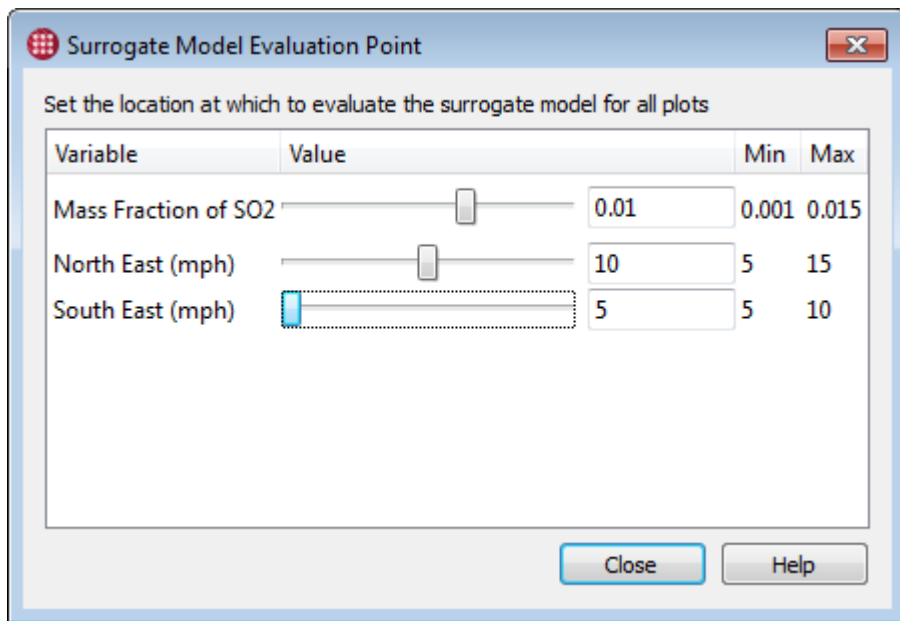 Surrogate Model Evaluation Point
Set the location at which to evaluate the surrogate model for all plots
Variable Value Min Max
Mass Fraction of SO2 0.01 0.001 0.015
North East (mph) 10 5 15
South East (mph) 5 5 10
Close Help